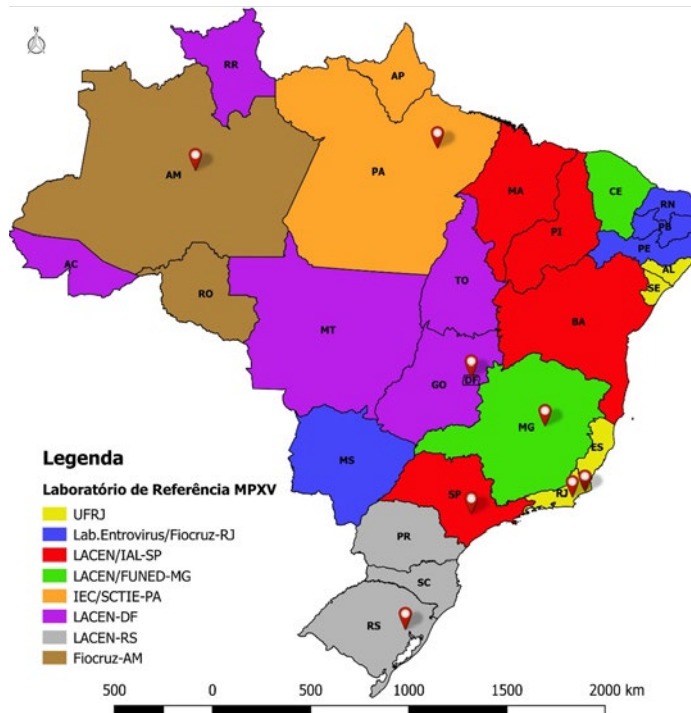 N
RR
AP
AM
PA
MA
CE
RN
PB
PE
PI
AL
SE
AC
RO
TO
BA
MT
GO
DF
MG
ES
MS
SP
RJ
PR
SC
RS
Legenda
Laboratório de Referência MPXV
UFRJ
Lab.Entrovirus/Fiocruz-RJ
LACEN/IAL-SP
LACEN/FUNED-MG
IEC/SCTIE-PA
LACEN-DF
LACEN-RS
Fiocruz-AM
500 0 500 1000 1500 2000 km